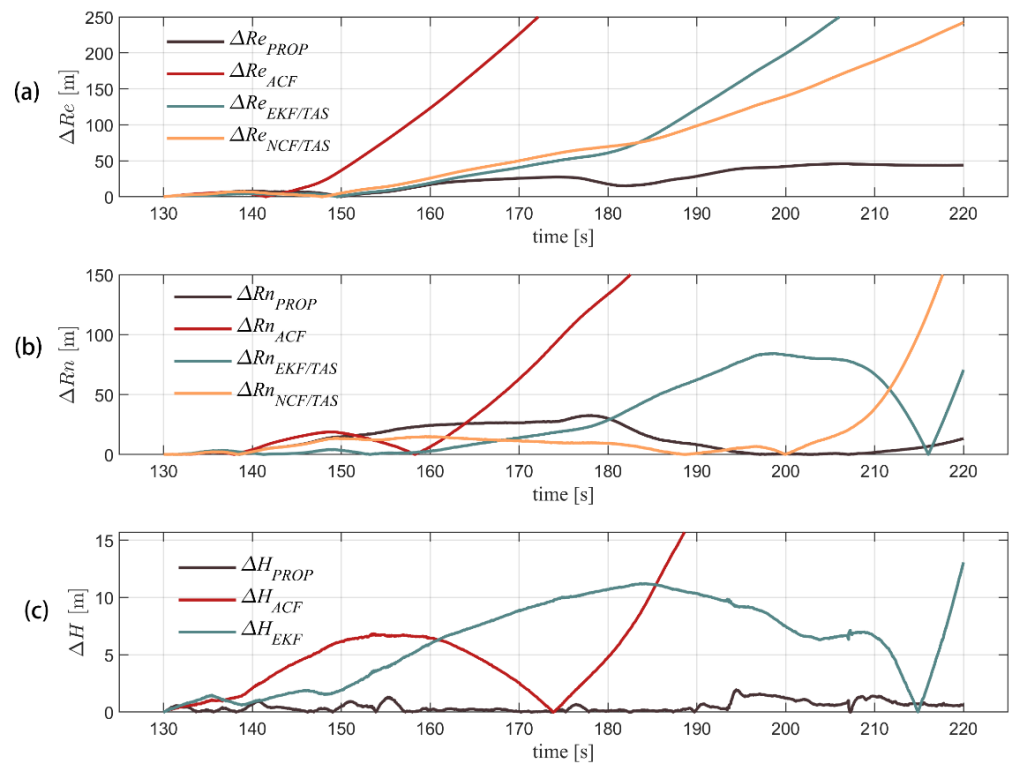 (a)
ΔRe [m]
250
200
150
100
50
0
ΔRe_PROP
ΔRe_ACF
ΔRe_EKF/TAS
ΔRe_NCF/TAS
130 140 150 160 170 180 190 200 210 220
time [s]
(b)
ΔRn [m]
150
100
50
0
ΔRn_PROP
ΔRn_ACF
ΔRn_EKF/TAS
ΔRn_NCF/TAS
130 140 150 160 170 180 190 200 210 220
time [s]
(c)
ΔH [m]
15
10
5
0
ΔH_PROP
ΔH_ACF
ΔH_EKF
130 140 150 160 170 180 190 200 210 220
time [s]